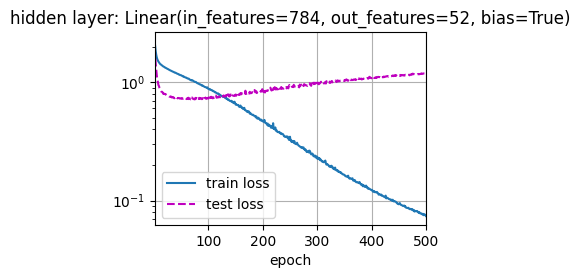 hidden layer: Linear(in_features=784, out_features=52, bias=True)
10⁰
10⁻¹
train loss
test loss
100 200 300 400 500
epoch